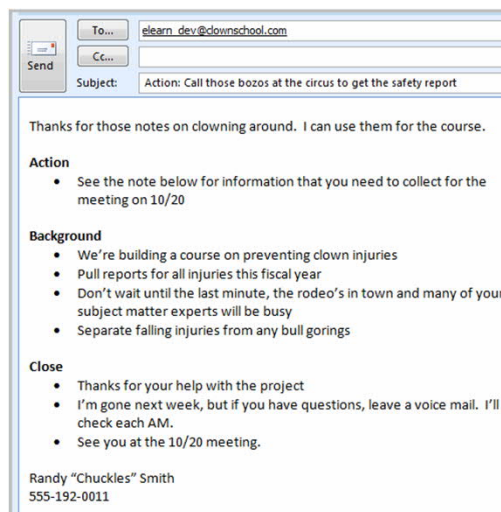 To...
elearn_dev@clownschool.com
Cc...
Send
Subject:
Action: Call those bozos at the circus to get the safety report
Thanks for those notes on clowning around.  I can use them for the course.
Action
• See the note below for information that you need to collect for the
meeting on 10/20
Background
• We're building a course on preventing clown injuries
• Pull reports for all injuries this fiscal year
• Don't wait until the last minute, the rodeo's in town and many of your
subject matter experts will be busy
• Separate falling injuries from any bull gorings
Close
• Thanks for your help with the project
• I'm gone next week, but if you have questions, leave a voice mail.  I'll
check each AM.
• See you at the 10/20 meeting.
Randy "Chuckles" Smith
555-192-0011